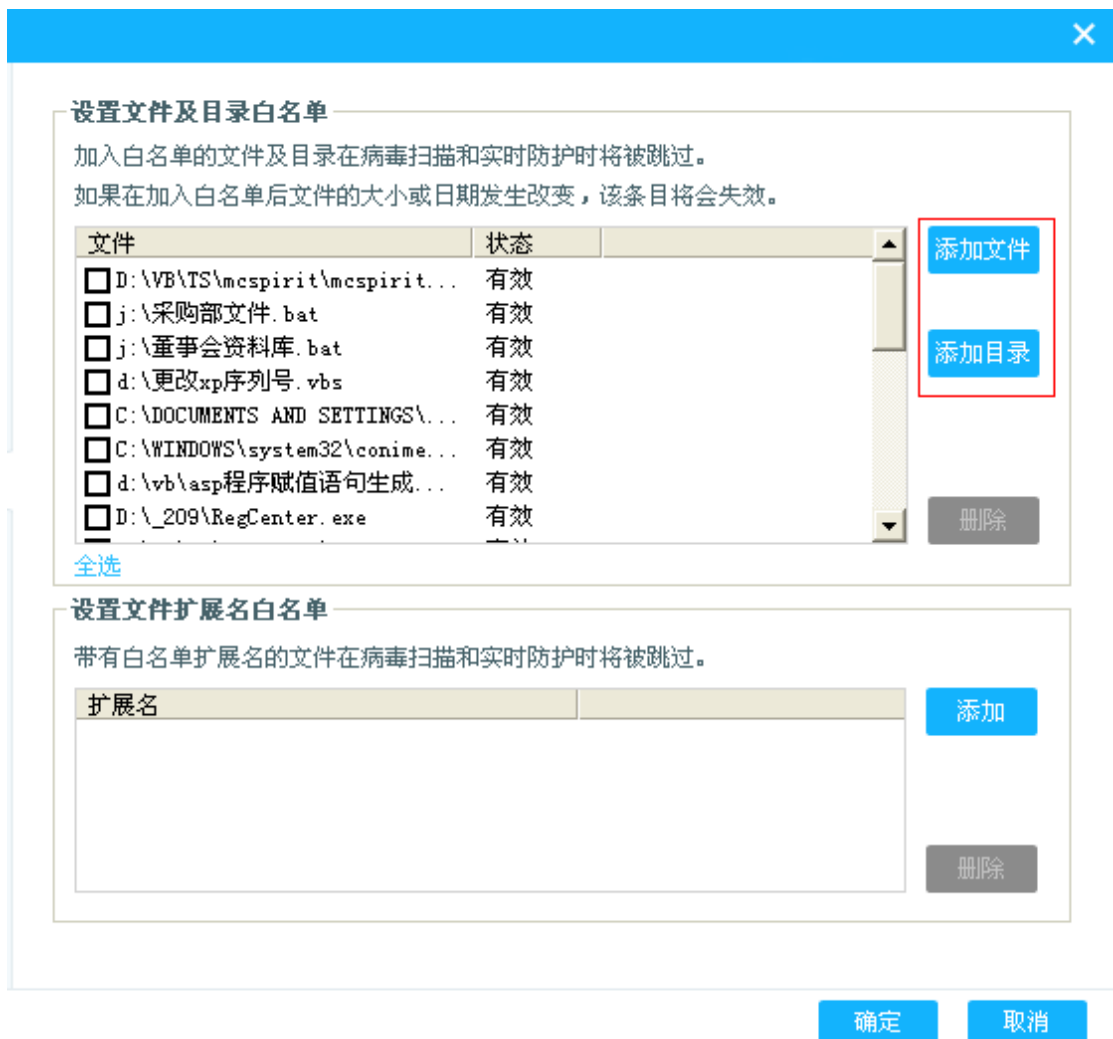 设置文件及目录白名单
加入白名单的文件及目录在病毒扫描和实时防护时将被跳过。
如果在加入白名单后文件的大小或日期发生改变，该条目将会失效。
文件 状态
添加文件
D:\VB\TS\mcspirit\mcspirit... 有效
j:\采购部文件.bat 有效
j:\董事会资料库.bat 有效
添加目录
d:\更改xp序列号.vbs 有效
C:\DOCUMENTS AND SETTINGS\... 有效
C:\WINDOWS\system32\conime... 有效
d:\vb\asp程序赋值语句生成... 有效
D:\_209\RegCenter.exe 有效
删除
全选
设置文件扩展名白名单
带有白名单扩展名的文件在病毒扫描和实时防护时将被跳过。
扩展名
添加
删除
确定 取消